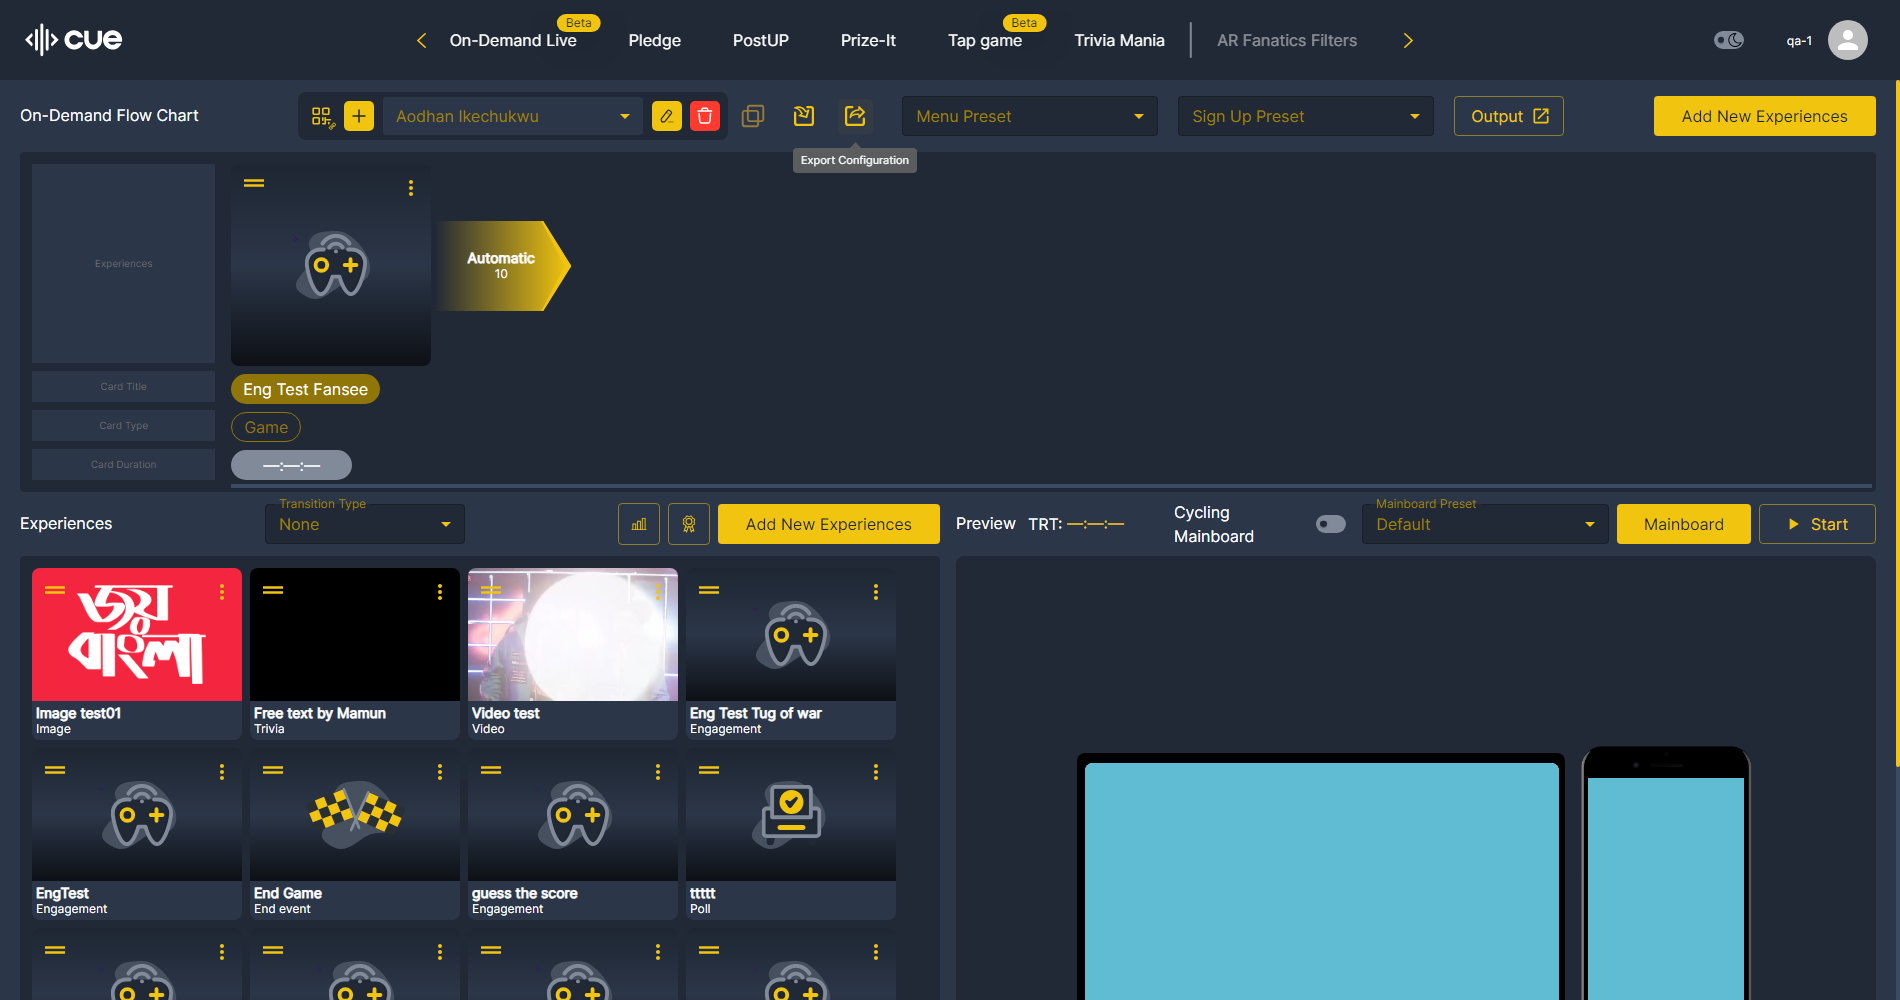 cue
On-Demand Live
Beta
Pledge
PostUP
Prize-It
Tap game
Beta
Trivia Mania
AR Fanatics Filters
qa-1
On-Demand Flow Chart
Aodhan Ikechukwu
Menu Preset
Sign Up Preset
Output
Add New Experiences
Export Configuration
Experiences
Automatic
10
Card Title
Eng Test Fansee
Card Type
Game
Card Duration
—:—:—
Experiences
Transition Type
None
Add New Experiences
Preview
TRT: —:—:—
Cycling
Mainboard
Mainboard Preset
Default
Mainboard
Start
জয়
বাংলা
Image test01
Image
Free text by Mamun
Trivia
Video test
Video
Eng Test Tug of war
Engagement
EngTest
Engagement
End Game
End event
guess the score
Engagement
ttttt
Poll